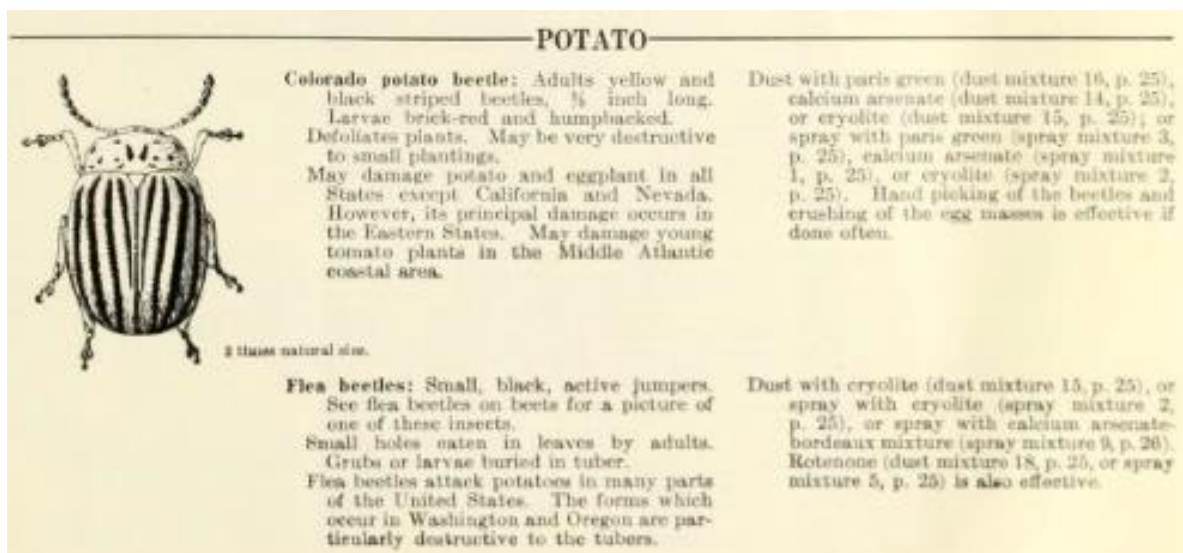 POTATO
Colorado potato beetle: Adults yellow and
black striped beetles, ⅜ inch long.
Larvae brick-red and humpbacked.
Defoliates plants. May be very destructive
to small plantings.
May damage potato and eggplant in all
States except California and Nevada.
However, its principal damage occurs in
the Eastern States. May damage young
tomato plants in the Middle Atlantic
coastal area.
Dust with paris green (dust mixture 16, p. 25),
calcium arsenate (dust mixture 14, p. 25),
or cryolite (dust mixture 15, p. 25); or
spray with paris green (spray mixture 3,
p. 25), calcium arsenate (spray mixture
1, p. 25), or cryolite (spray mixture 2,
p. 25). Hand picking of the beetles and
crushing of the egg masses is effective if
done often.
times natural size.
Flea beetles: Small, black, active jumpers.
See flea beetles on beets for a picture of
one of these insects.
Small holes eaten in leaves by adults.
Grubs or larvae buried in tuber.
Flea beetles attack potatoes in many parts
of the United States. The forms which
occur in Washington and Oregon are par-
ticularly destructive to the tubers.
Dust with cryolite (dust mixture 15, p. 25), or
spray with cryolite (spray mixture 2,
p. 25), or spray with calcium arsenate-
bordeaux mixture (spray mixture 9, p. 26).
Rotenone (dust mixture 18, p. 25, or spray
mixture 5, p. 25) is also effective.